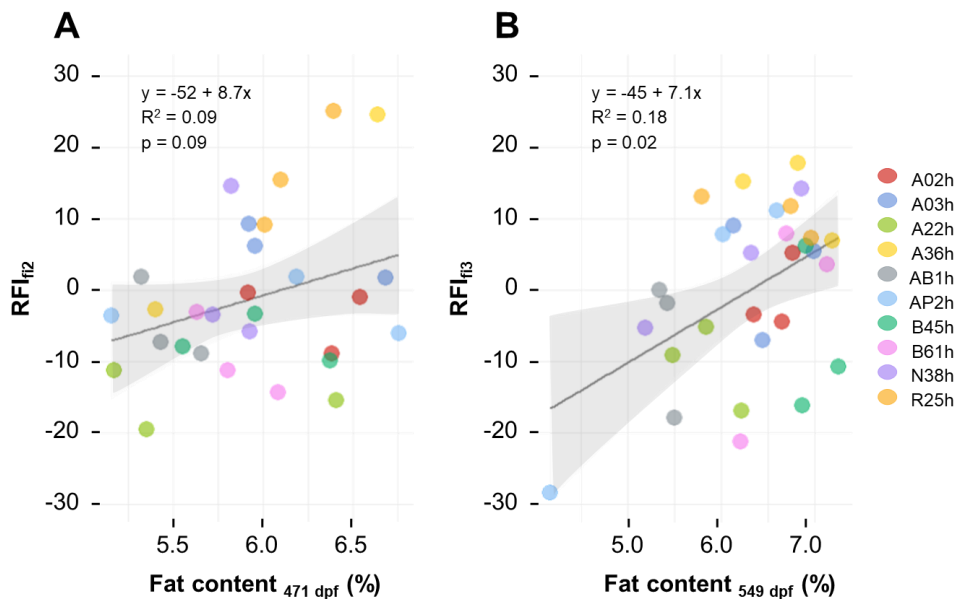 A
B
30
20
10
0
-10
-20
-30
RFIfi2
y = -52 + 8.7x
R² = 0.09
p = 0.09
5.5
6.0
6.5
Fat content 471 dpf (%)
30
20
10
0
-10
-20
-30
RFIfi3
y = -45 + 7.1x
R² = 0.18
p = 0.02
5.0
6.0
7.0
Fat content 549 dpf (%)
A02h
A03h
A22h
A36h
AB1h
AP2h
B45h
B61h
N38h
R25h